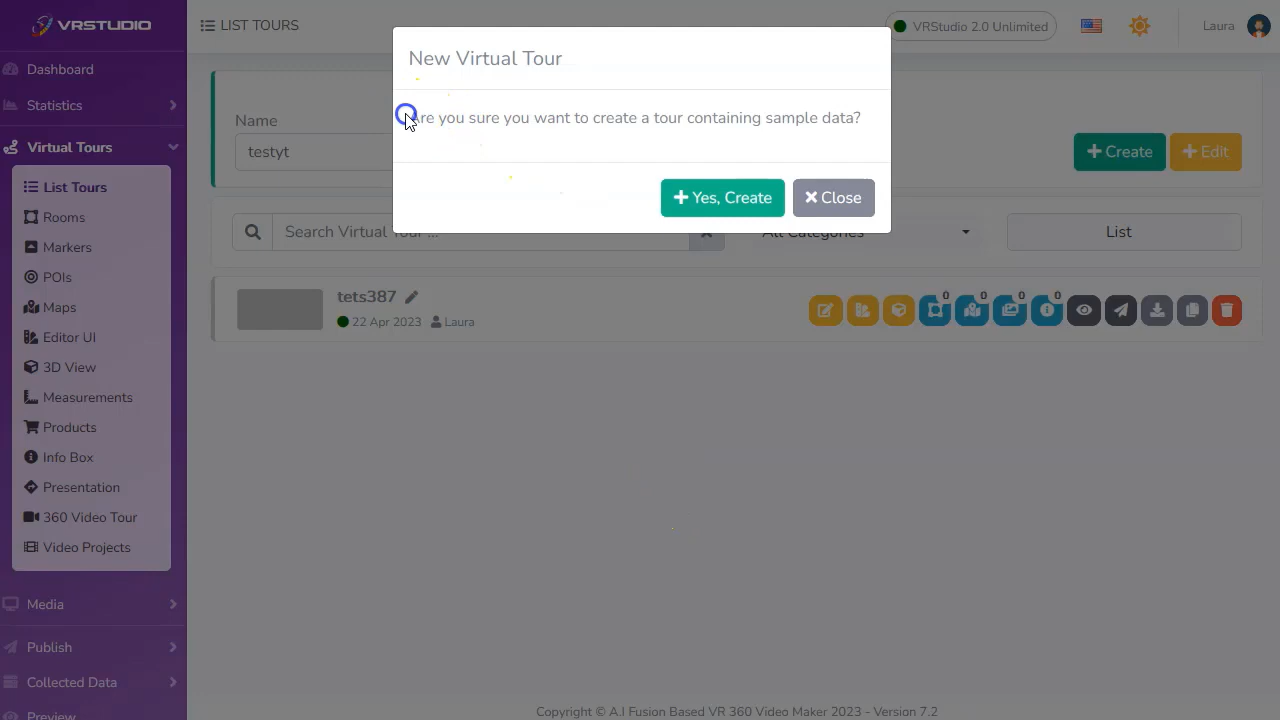 VRSTUDIO
LIST TOURS
VRStudio 2.0 Unlimited
Laura
Dashboard
Statistics
Virtual Tours
List Tours
Rooms
Markers
POIs
Maps
Editor UI
3D View
Measurements
Products
Info Box
Presentation
360 Video Tour
Video Projects
Media
Publish
Collected Data
Preview
New Virtual Tour
Are you sure you want to create a tour containing sample data?
Yes, Create
Close
Name
testyt
Create
Edit
Search Virtual Tour ...
All Categories
List
tets387
22 Apr 2023 Laura
0 0 0 0
Copyright © A.I Fusion Based VR 360 Video Maker 2023 - Version 7.2